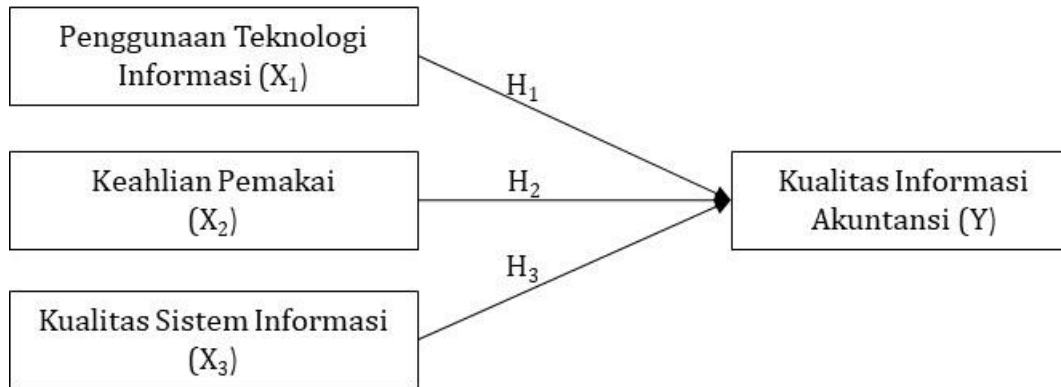 Penggunaan Teknologi
Informasi (X₁)
H₁
Keahlian Pemakai
(X₂)
H₂
Kualitas Informasi
Akuntansi (Y)
H₃
Kualitas Sistem Informasi
(X₃)